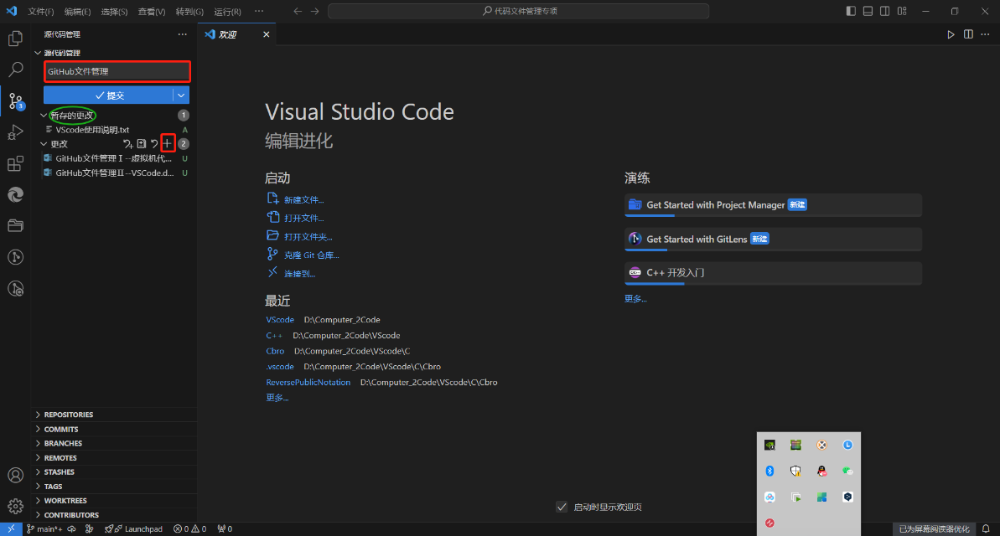 文件(F) 编辑(E) 选择(S) 查看(V) 转到(G) 运行(R) ··· 代码文件管理专项
源代码管理 ···
欢迎
源代码管理
GitHub文件管理
提交
暂存的更改 1
VScode使用说明.txt A
更改 2
GitHub文件管理Ⅰ--虚拟机代... U
GitHub文件管理Ⅱ--VSCode.d... U
3
Visual Studio Code
编辑进化
启动
新建文件...
打开文件...
打开文件夹...
克隆 Git 仓库...
连接到...
最近
VScode D:\Computer_2Code
C++ D:\Computer_2Code\VScode
Cbro D:\Computer_2Code\VScode\C
.vscode D:\Computer_2Code\VScode\C\Cbro
ReversePublicNotation D:\Computer_2Code\VScode\C\Cbro
更多...
演练
Get Started with Project Manager 新建
Get Started with GitLens 新建
C++ 开发入门
更多...
REPOSITORIES
COMMITS
BRANCHES
REMOTES
STASHES
TAGS
WORKTREES
CONTRIBUTORS
启动时显示欢迎页
main*+ Launchpad 0 0 0 已为屏幕阅读器优化